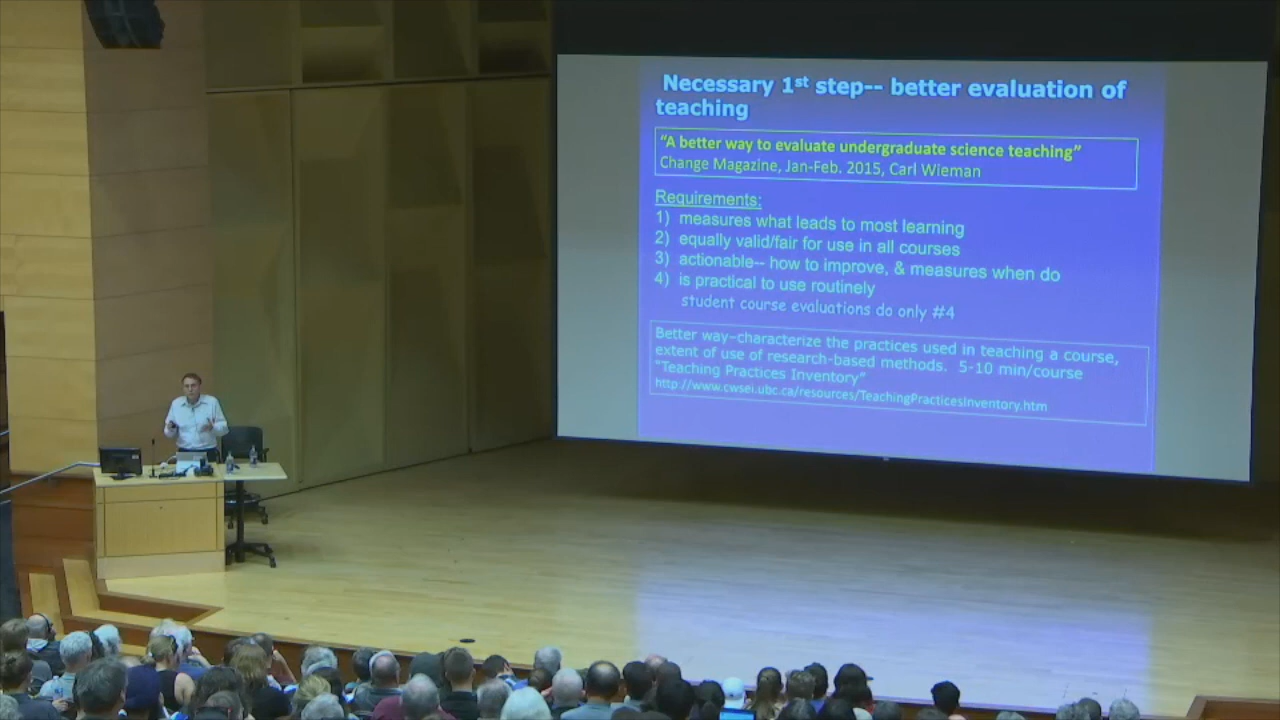 Necessary 1st step-- better evaluation of
teaching
“A better way to evaluate undergraduate science teaching”
Change Magazine, Jan-Feb. 2015, Carl Wieman
Requirements:
1) measures what leads to most learning
2) equally valid/fair for use in all courses
3) actionable-- how to improve, & measures when do
4) is practical to use routinely
student course evaluations do only #4
Better way–characterize the practices used in teaching a course,
extent of use of research-based methods. 5-10 min/course
“Teaching Practices Inventory”
http://www.cwsei.ubc.ca/resources/TeachingPracticesInventory.htm